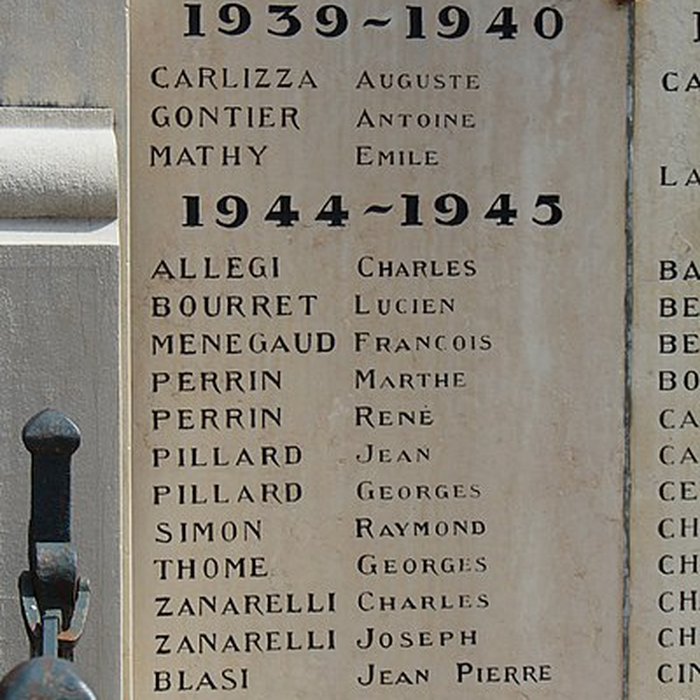 1939~1940
CARLIZZA AUGUSTE
GONTIER ANTOINE
MATHY EMILE
1944~1945
ALLEGI CHARLES
BOURRET LUCIEN
MENEGAUD FRANCOIS
PERRIN MARTHE
PERRIN RENÉ
PILLARD JEAN
PILLARD GEORGES
SIMON RAYMOND
THOME GEORGES
ZANARELLI CHARLES
ZANARELLI JOSEPH
BLASI JEAN PIERRE